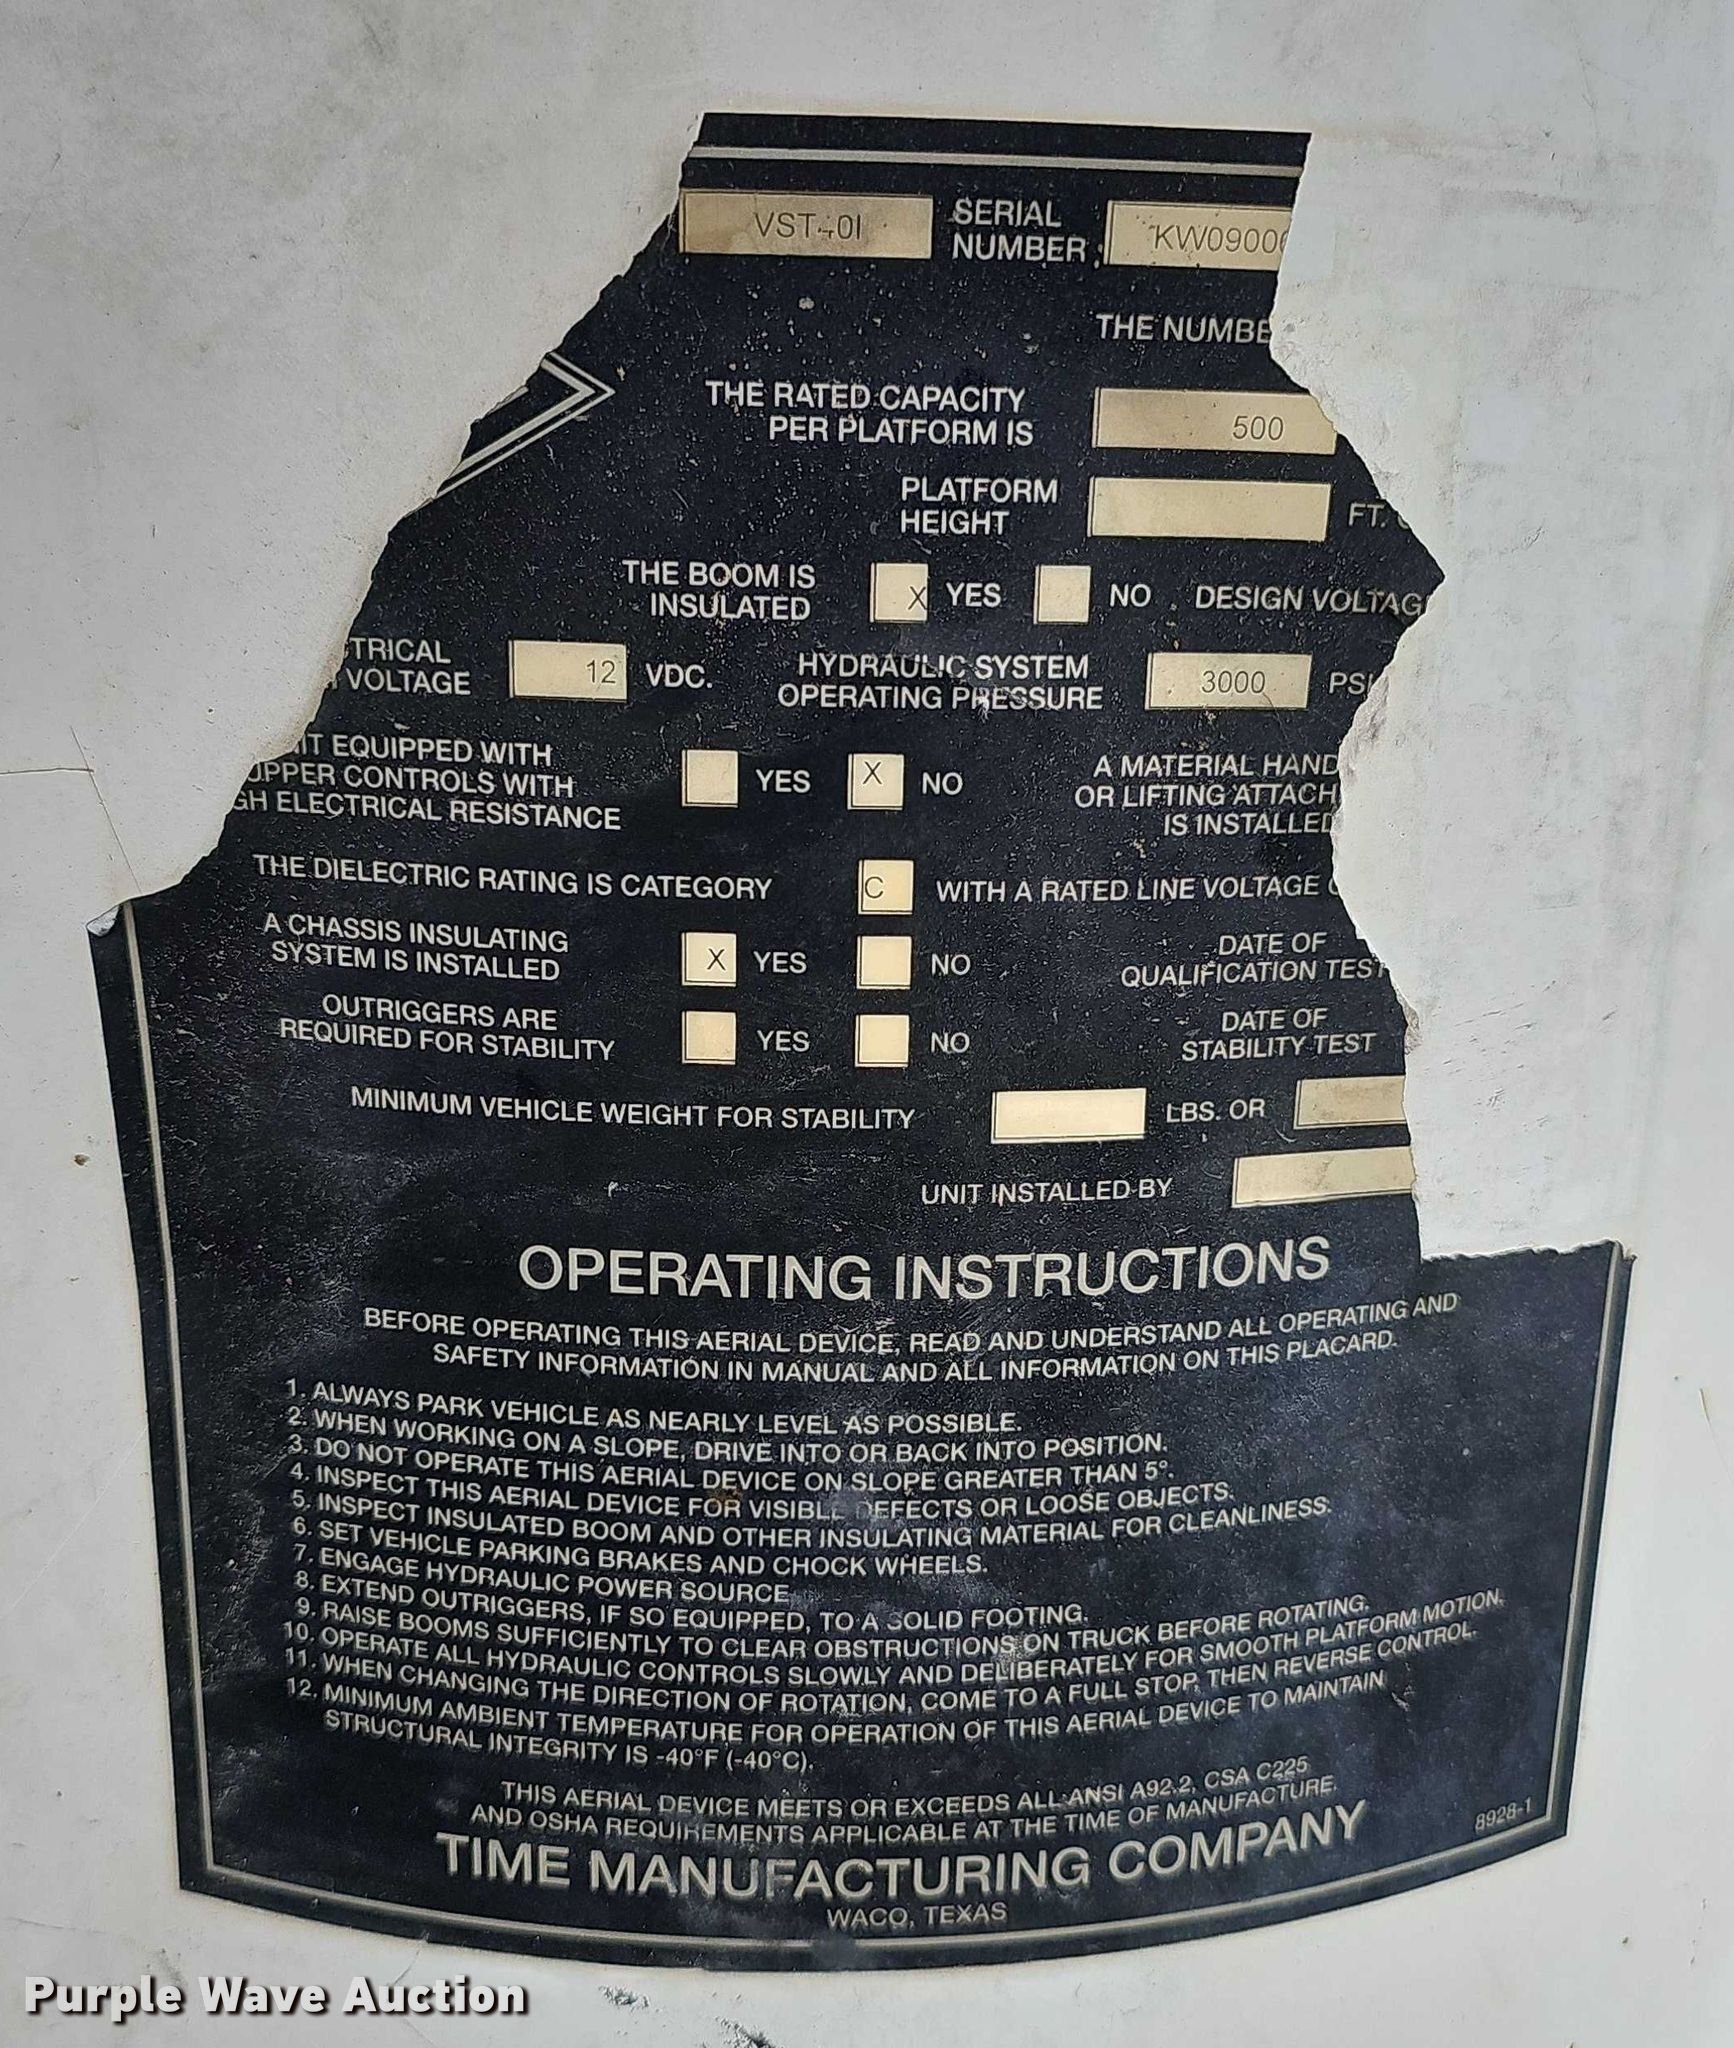 VST-40I SERIAL NUMBER KW0900
THE NUMBE
THE RATED CAPACITY
PER PLATFORM IS 500
PLATFORM
HEIGHT FT.
THE BOOM IS
INSULATED X YES NO DESIGN VOLTAG
TRICAL
VOLTAGE 12 VDC. HYDRAULIC SYSTEM
OPERATING PRESSURE 3000 PSI
IT EQUIPPED WITH
UPPER CONTROLS WITH
GH ELECTRICAL RESISTANCE YES X NO
A MATERIAL HAND
OR LIFTING ATTACH
IS INSTALLED
THE DIELECTRIC RATING IS CATEGORY C WITH A RATED LINE VOLTAGE
A CHASSIS INSULATING
SYSTEM IS INSTALLED X YES NO
DATE OF
QUALIFICATION TEST
OUTRIGGERS ARE
REQUIRED FOR STABILITY YES NO
DATE OF
STABILITY TEST
MINIMUM VEHICLE WEIGHT FOR STABILITY LBS. OR
UNIT INSTALLED BY
OPERATING INSTRUCTIONS
BEFORE OPERATING THIS AERIAL DEVICE, READ AND UNDERSTAND ALL OPERATING AND
SAFETY INFORMATION IN MANUAL AND ALL INFORMATION ON THIS PLACARD.
1. ALWAYS PARK VEHICLE AS NEARLY LEVEL AS POSSIBLE.
2. WHEN WORKING ON A SLOPE, DRIVE INTO OR BACK INTO POSITION.
3. DO NOT OPERATE THIS AERIAL DEVICE ON SLOPE GREATER THAN 5°.
4. INSPECT THIS AERIAL DEVICE FOR VISIBLE DEFECTS OR LOOSE OBJECTS.
5. INSPECT INSULATED BOOM AND OTHER INSULATING MATERIAL FOR CLEANLINESS.
6. SET VEHICLE PARKING BRAKES AND CHOCK WHEELS.
7. ENGAGE HYDRAULIC POWER SOURCE
8. EXTEND OUTRIGGERS, IF SO EQUIPPED, TO A SOLID FOOTING.
9. RAISE BOOMS SUFFICIENTLY TO CLEAR OBSTRUCTIONS ON TRUCK BEFORE ROTATING.
10. OPERATE ALL HYDRAULIC CONTROLS SLOWLY AND DELIBERATELY FOR SMOOTH PLATFORM MOTION.
11. WHEN CHANGING THE DIRECTION OF ROTATION, COME TO A FULL STOP, THEN REVERSE CONTROL.
12. MINIMUM AMBIENT TEMPERATURE FOR OPERATION OF THIS AERIAL DEVICE TO MAINTAIN
STRUCTURAL INTEGRITY IS -40°F (-40°C).
THIS AERIAL DEVICE MEETS OR EXCEEDS ALL ANSI A92.2, CSA C225
AND OSHA REQUIREMENTS APPLICABLE AT THE TIME OF MANUFACTURE.
TIME MANUFACTURING COMPANY
WACO, TEXAS
8928-1
Purple Wave Auction